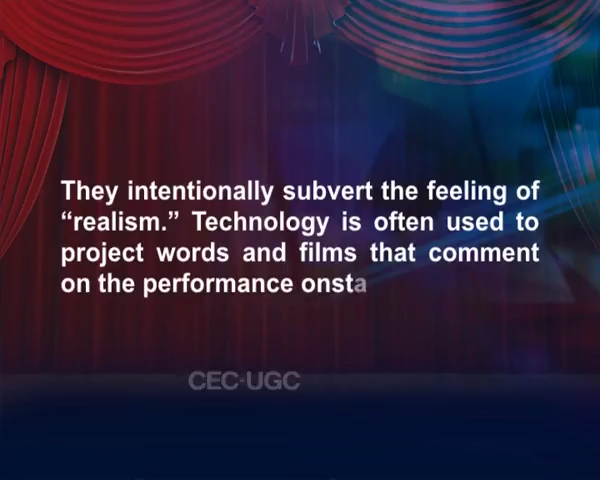 They intentionally subvert the feeling of
“realism.” Technology is often used to
project words and films that comment
on the performance onsta
CEC-UGC